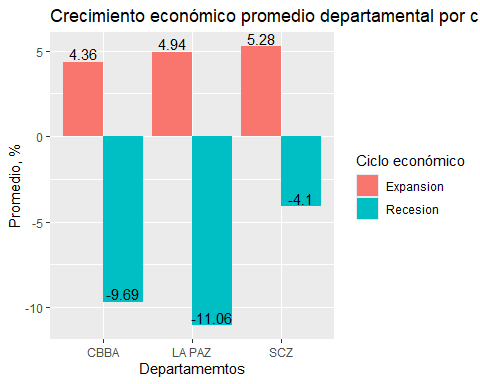 Crecimiento económico promedio departamental por c
5
4.36
4.94
5.28
0
Promedio, %
-5
-4.1
-9.69
-10
-11.06
CBBA
LA PAZ
SCZ
Departamemtos
Ciclo económico
Expansion
Recesion